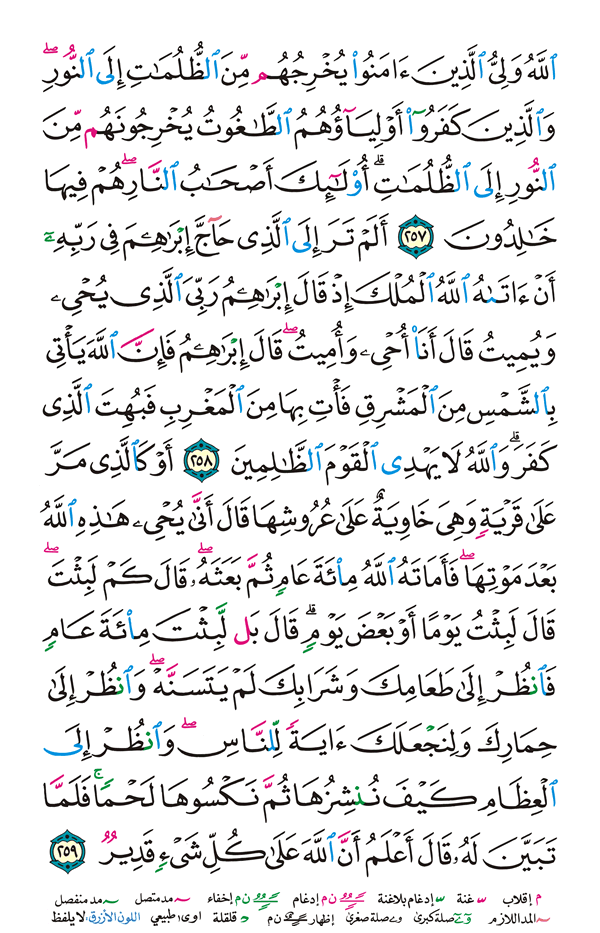 ٱللَّهُ وَلِىُّ ٱلَّذِينَ ءَامَنُوا۟ يُخْرِجُهُم مِّنَ ٱلظُّلُمَـٰتِ إِلَى ٱلنُّورِ ۖ
وَٱلَّذِينَ كَفَرُوٓا۟ أَوْلِيَآؤُهُمُ ٱلطَّـٰغُوتُ يُخْرِجُونَهُم مِّنَ
ٱلنُّورِ إِلَى ٱلظُّلُمَـٰتِ ۗ أُو۟لَـٰٓئِكَ أَصْحَـٰبُ ٱلنَّارِ ۖ هُمْ فِيهَا
خَـٰلِدُونَ ٢٥٧ أَلَمْ تَرَ إِلَى ٱلَّذِى حَآجَّ إِبْرَٰهِـۧمَ فِى رَبِّهِۦٓ
أَنْ ءَاتَىٰهُ ٱللَّهُ ٱلْمُلْكَ إِذْ قَالَ إِبْرَٰهِـۧمُ رَبِّىَ ٱلَّذِى يُحْىِۦ
وَيُمِيتُ قَالَ أَنَا۠ أُحْىِۦ وَأُمِيتُ ۖ قَالَ إِبْرَٰهِـۧمُ فَإِنَّ ٱللَّهَ يَأْتِى
بِٱلشَّمْسِ مِنَ ٱلْمَشْرِقِ فَأْتِ بِهَا مِنَ ٱلْمَغْرِبِ فَبُهِتَ ٱلَّذِى
كَفَرَ ۗ وَٱللَّهُ لَا يَهْدِى ٱلْقَوْمَ ٱلظَّـٰلِمِينَ ٢٥٨ أَوْ كَٱلَّذِى مَرَّ
عَلَىٰ قَرْيَةٍ وَهِىَ خَاوِيَةٌ عَلَىٰ عُرُوشِهَا قَالَ أَنَّىٰ يُحْىِۦ هَـٰذِهِ ٱللَّهُ
بَعْدَ مَوْتِهَا ۖ فَأَمَاتَهُ ٱللَّهُ مِا۟ئَةَ عَامٍ ثُمَّ بَعَثَهُۥ ۖ قَالَ كَمْ لَبِثْتَ ۖ
قَالَ لَبِثْتُ يَوْمًا أَوْ بَعْضَ يَوْمٍ ۖ قَالَ بَل لَّبِثْتَ مِا۟ئَةَ عَامٍ
فَٱنظُرْ إِلَىٰ طَعَامِكَ وَشَرَابِكَ لَمْ يَتَسَنَّهْ ۖ وَٱنظُرْ إِلَىٰ
حِمَارِكَ وَلِنَجْعَلَكَ ءَايَةً لِّلنَّاسِ ۖ وَٱنظُرْ إِلَى
ٱلْعِظَامِ كَيْفَ نُنشِزُهَا ثُمَّ نَكْسُوهَا لَحْمًا ۚ فَلَمَّا
تَبَيَّنَ لَهُۥ قَالَ أَعْلَمُ أَنَّ ٱللَّهَ عَلَىٰ كُلِّ شَىْءٍ قَدِيرٌ ٢٥٩
م إقلاب غنة إدغام بلاغنة ن م إدغام ن م إخفاء مد متصل مد منفصل
المد اللازم صلة كبرى صلة صغرى إظهار ن م قلقلة اوى: طبيعي اللون الأزرق: لا يلفظ